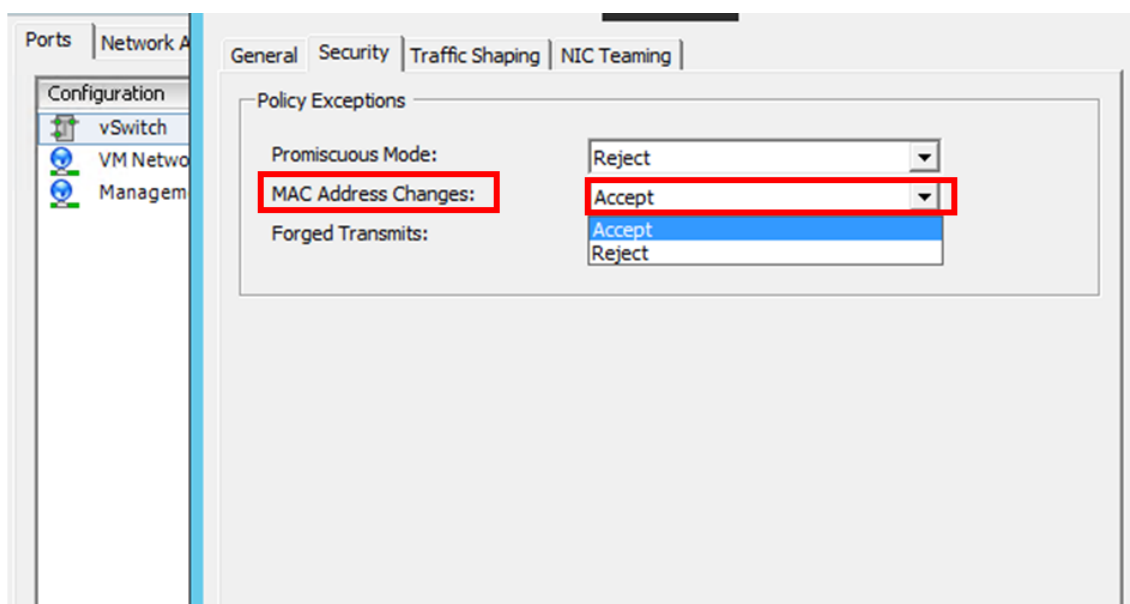 Ports
Network A
Configuration
vSwitch
VM Netwo
Managem
General Security Traffic Shaping NIC Teaming
Policy Exceptions
Promiscuous Mode: Reject
MAC Address Changes: Accept
Forged Transmits:
Accept
Reject